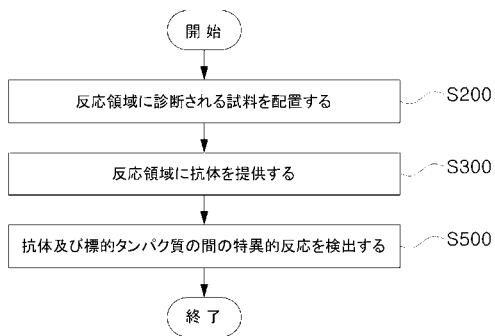 開始
反応領域に診断される試料を配置する
S200
反応領域に抗体を提供する
S300
抗体及び標的タンパク質の間の特異的反応を検出する
S500
終了